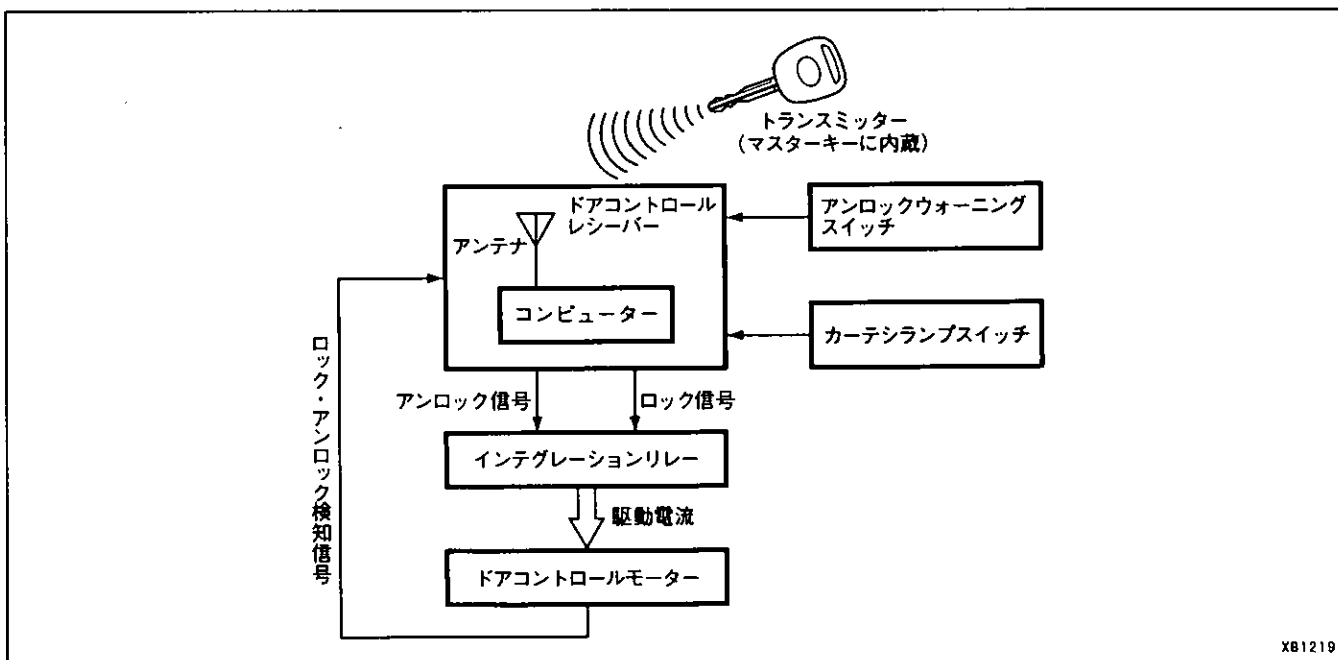 トランスミッター
(マスターキーに内蔵)
ドアコントロール
レシーバー
アンテナ
コンピューター
アンロックウォーニング
スイッチ
カーテシランプスイッチ
アンロック信号
ロック信号
ロック・アンロック検知信号
インテグレーションリレー
駆動電流
ドアコントロールモーター
XB1219